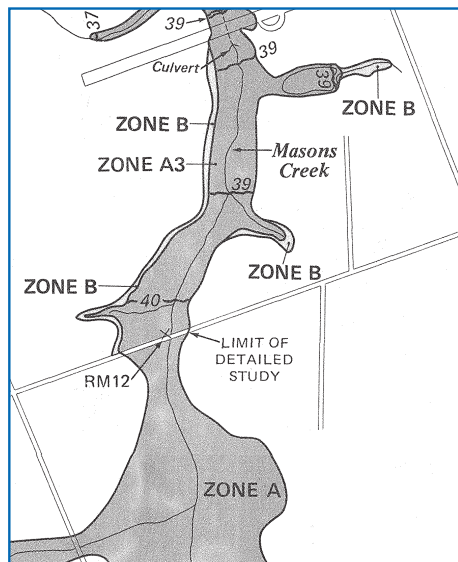 37
39
39
Culvert
39
ZONE B
ZONE B
ZONE A3
Masons
Creek
39
ZONE B
ZONE B
40
LIMIT OF
DETAILED
STUDY
RM12
ZONE A